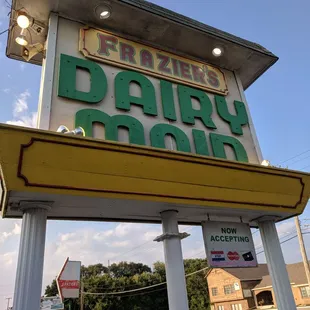 FRAZIER'S
DAIRY
MAID
NOW
ACCEPTING